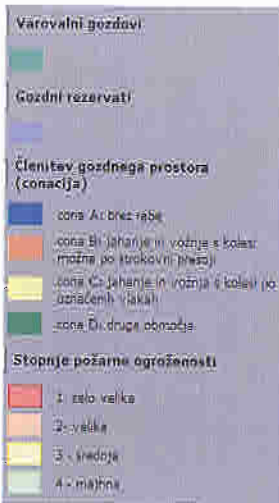 Varovalni gozdovi
Gozdni rezervati
Členitev gozdnega prostora
(conacija)
cona A: brez rabe
cona B: jahanje in vožnja s kolesi
možna po strokovni presoji
cona C: jahanje in vožnja s kolesi po
označenih vlakah
cona D: druga območja
Stopnje požarne ogroženosti
1- zelo velika
2- velika
3 - srednja
4 - majhna